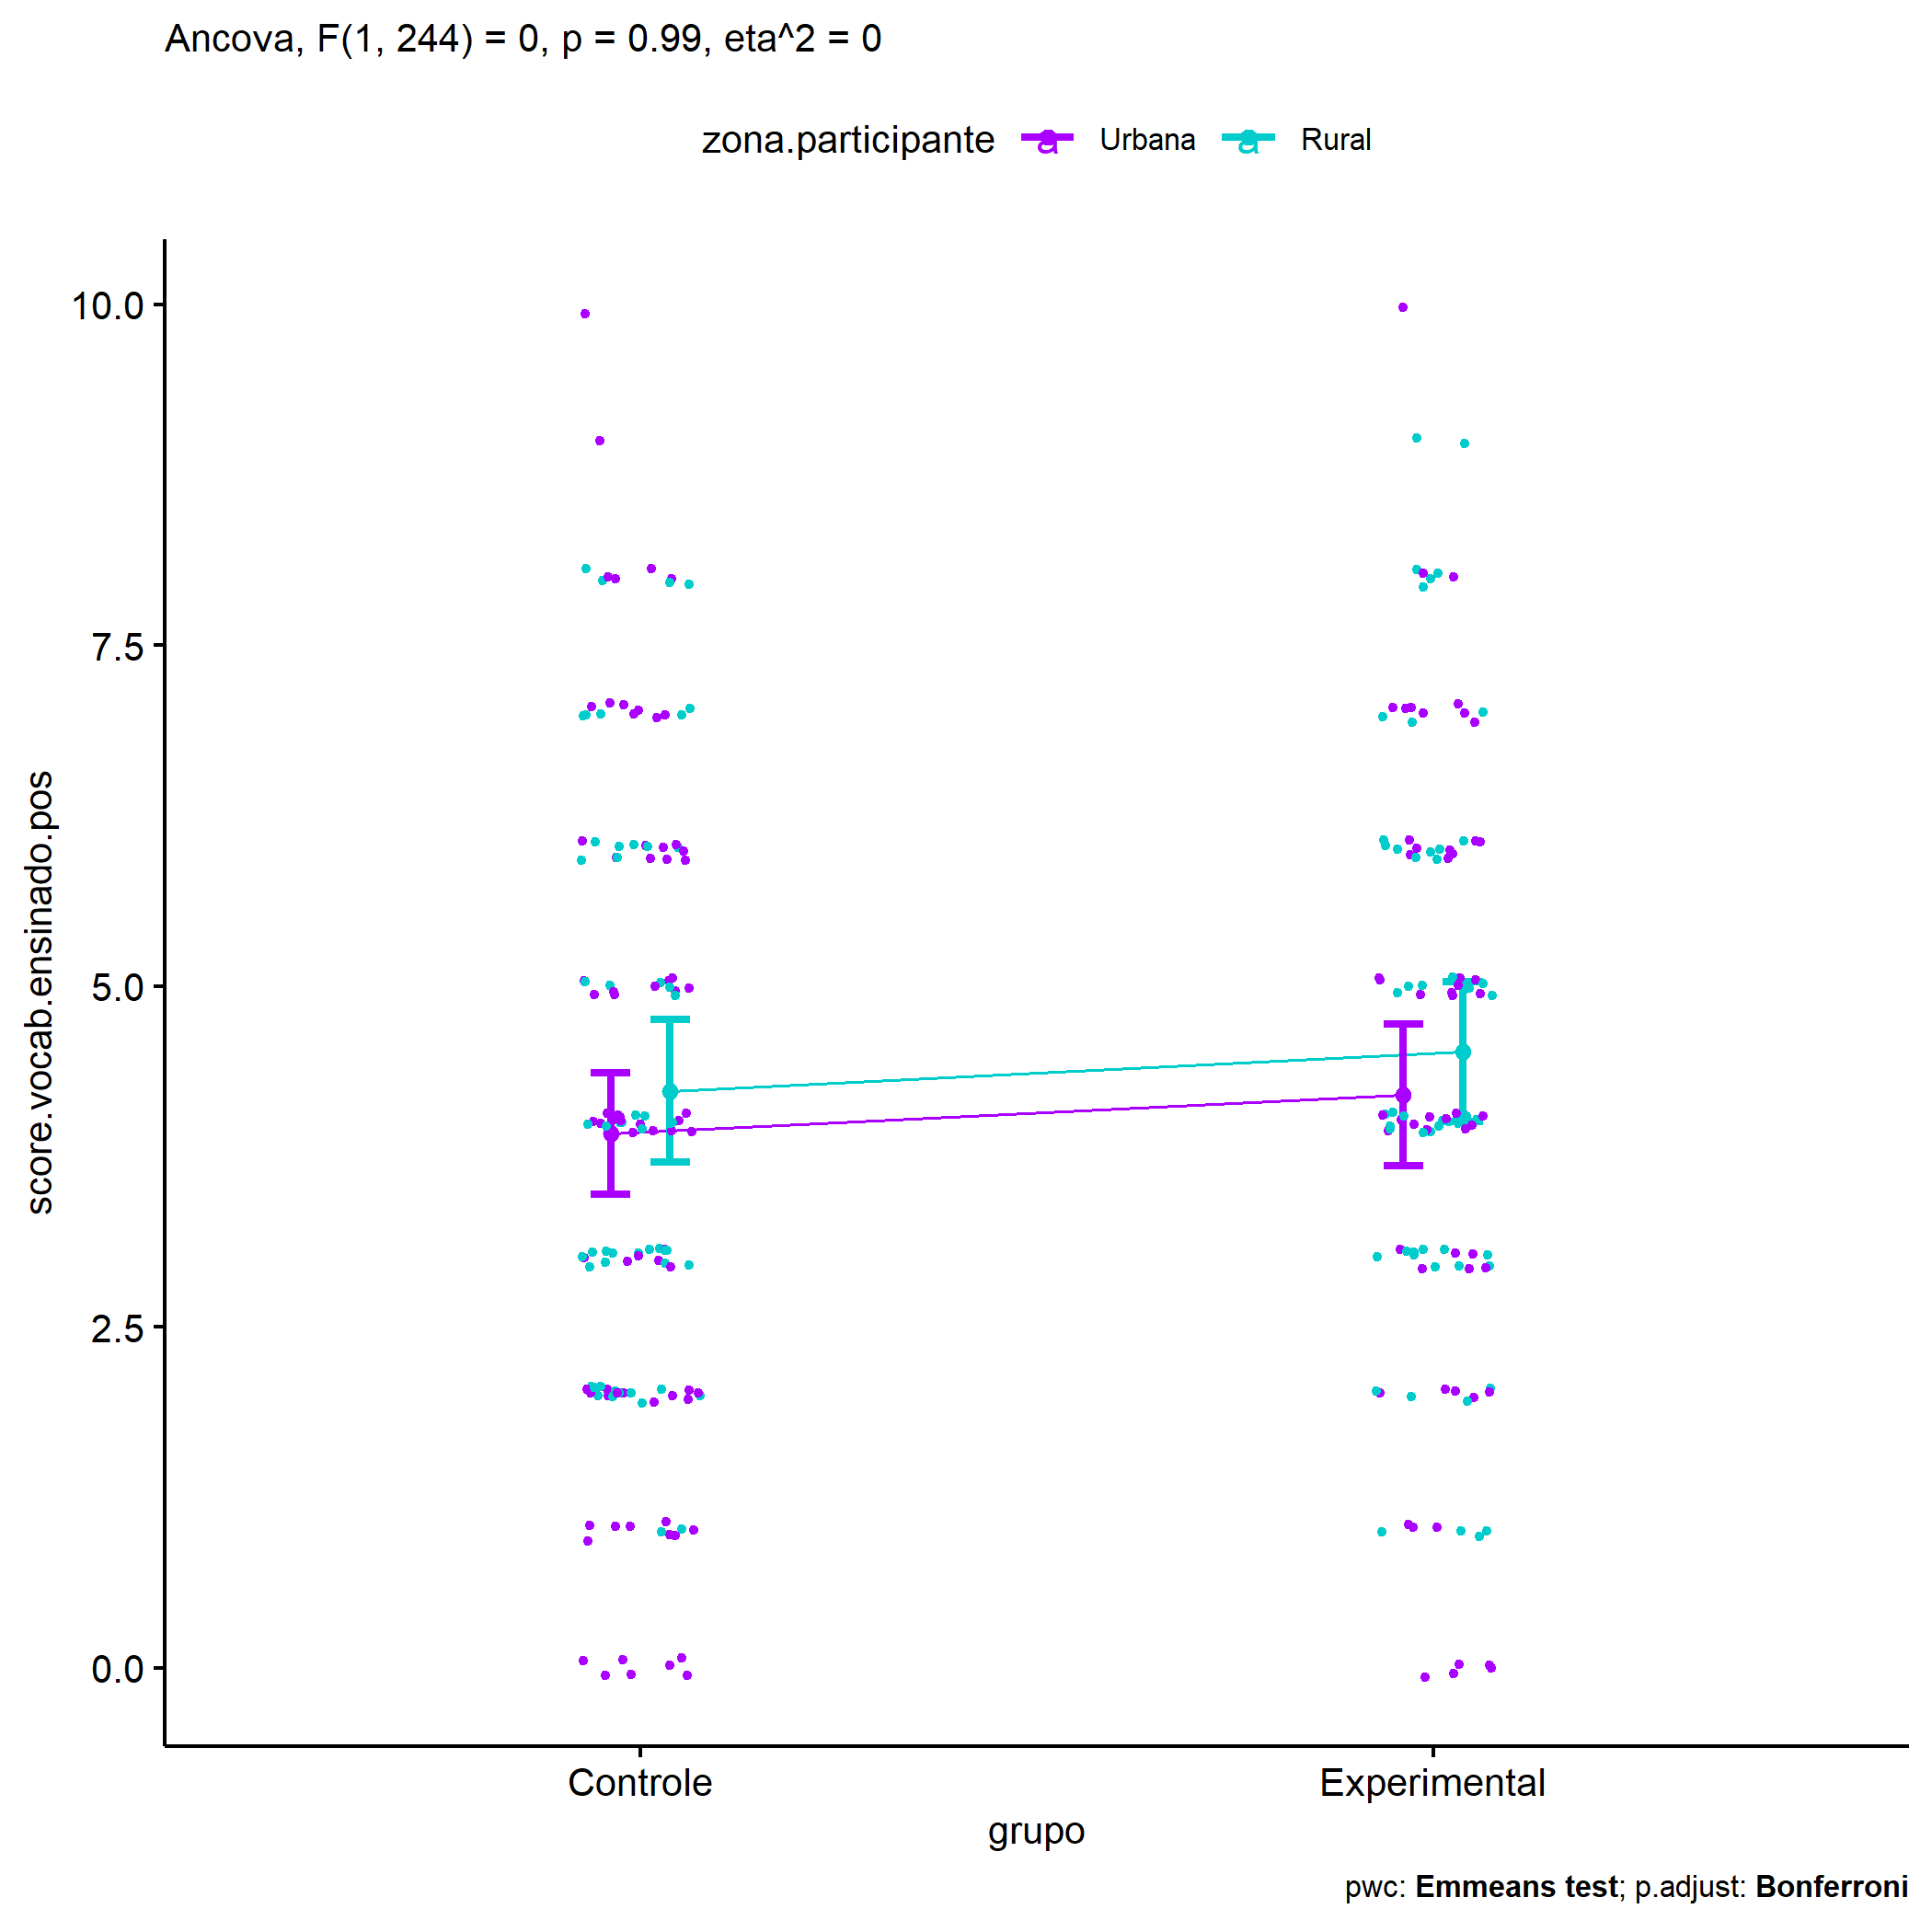 Ancova, F(1, 244) = 0, p = 0.99, eta^2 = 0
zona.participante a Urbana a Rural
10.0
7.5
5.0
2.5
0.0
score.vocab.ensinado.pos
Controle Experimental
grupo
pwc: Emmeans test; p.adjust: Bonferroni